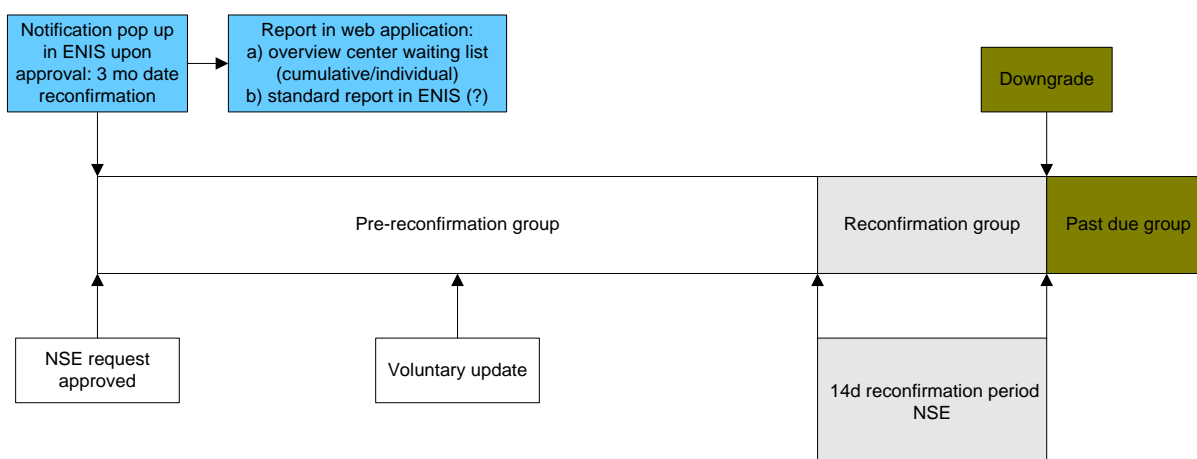 Notification pop up
in ENIS upon
approval: 3 mo date
reconfirmation
Report in web application:
a) overview center waiting list
(cumulative/individual)
b) standard report in ENIS (?)
Downgrade
Pre-reconfirmation group
Reconfirmation group
Past due group
NSE request
approved
Voluntary update
14d reconfirmation period
NSE